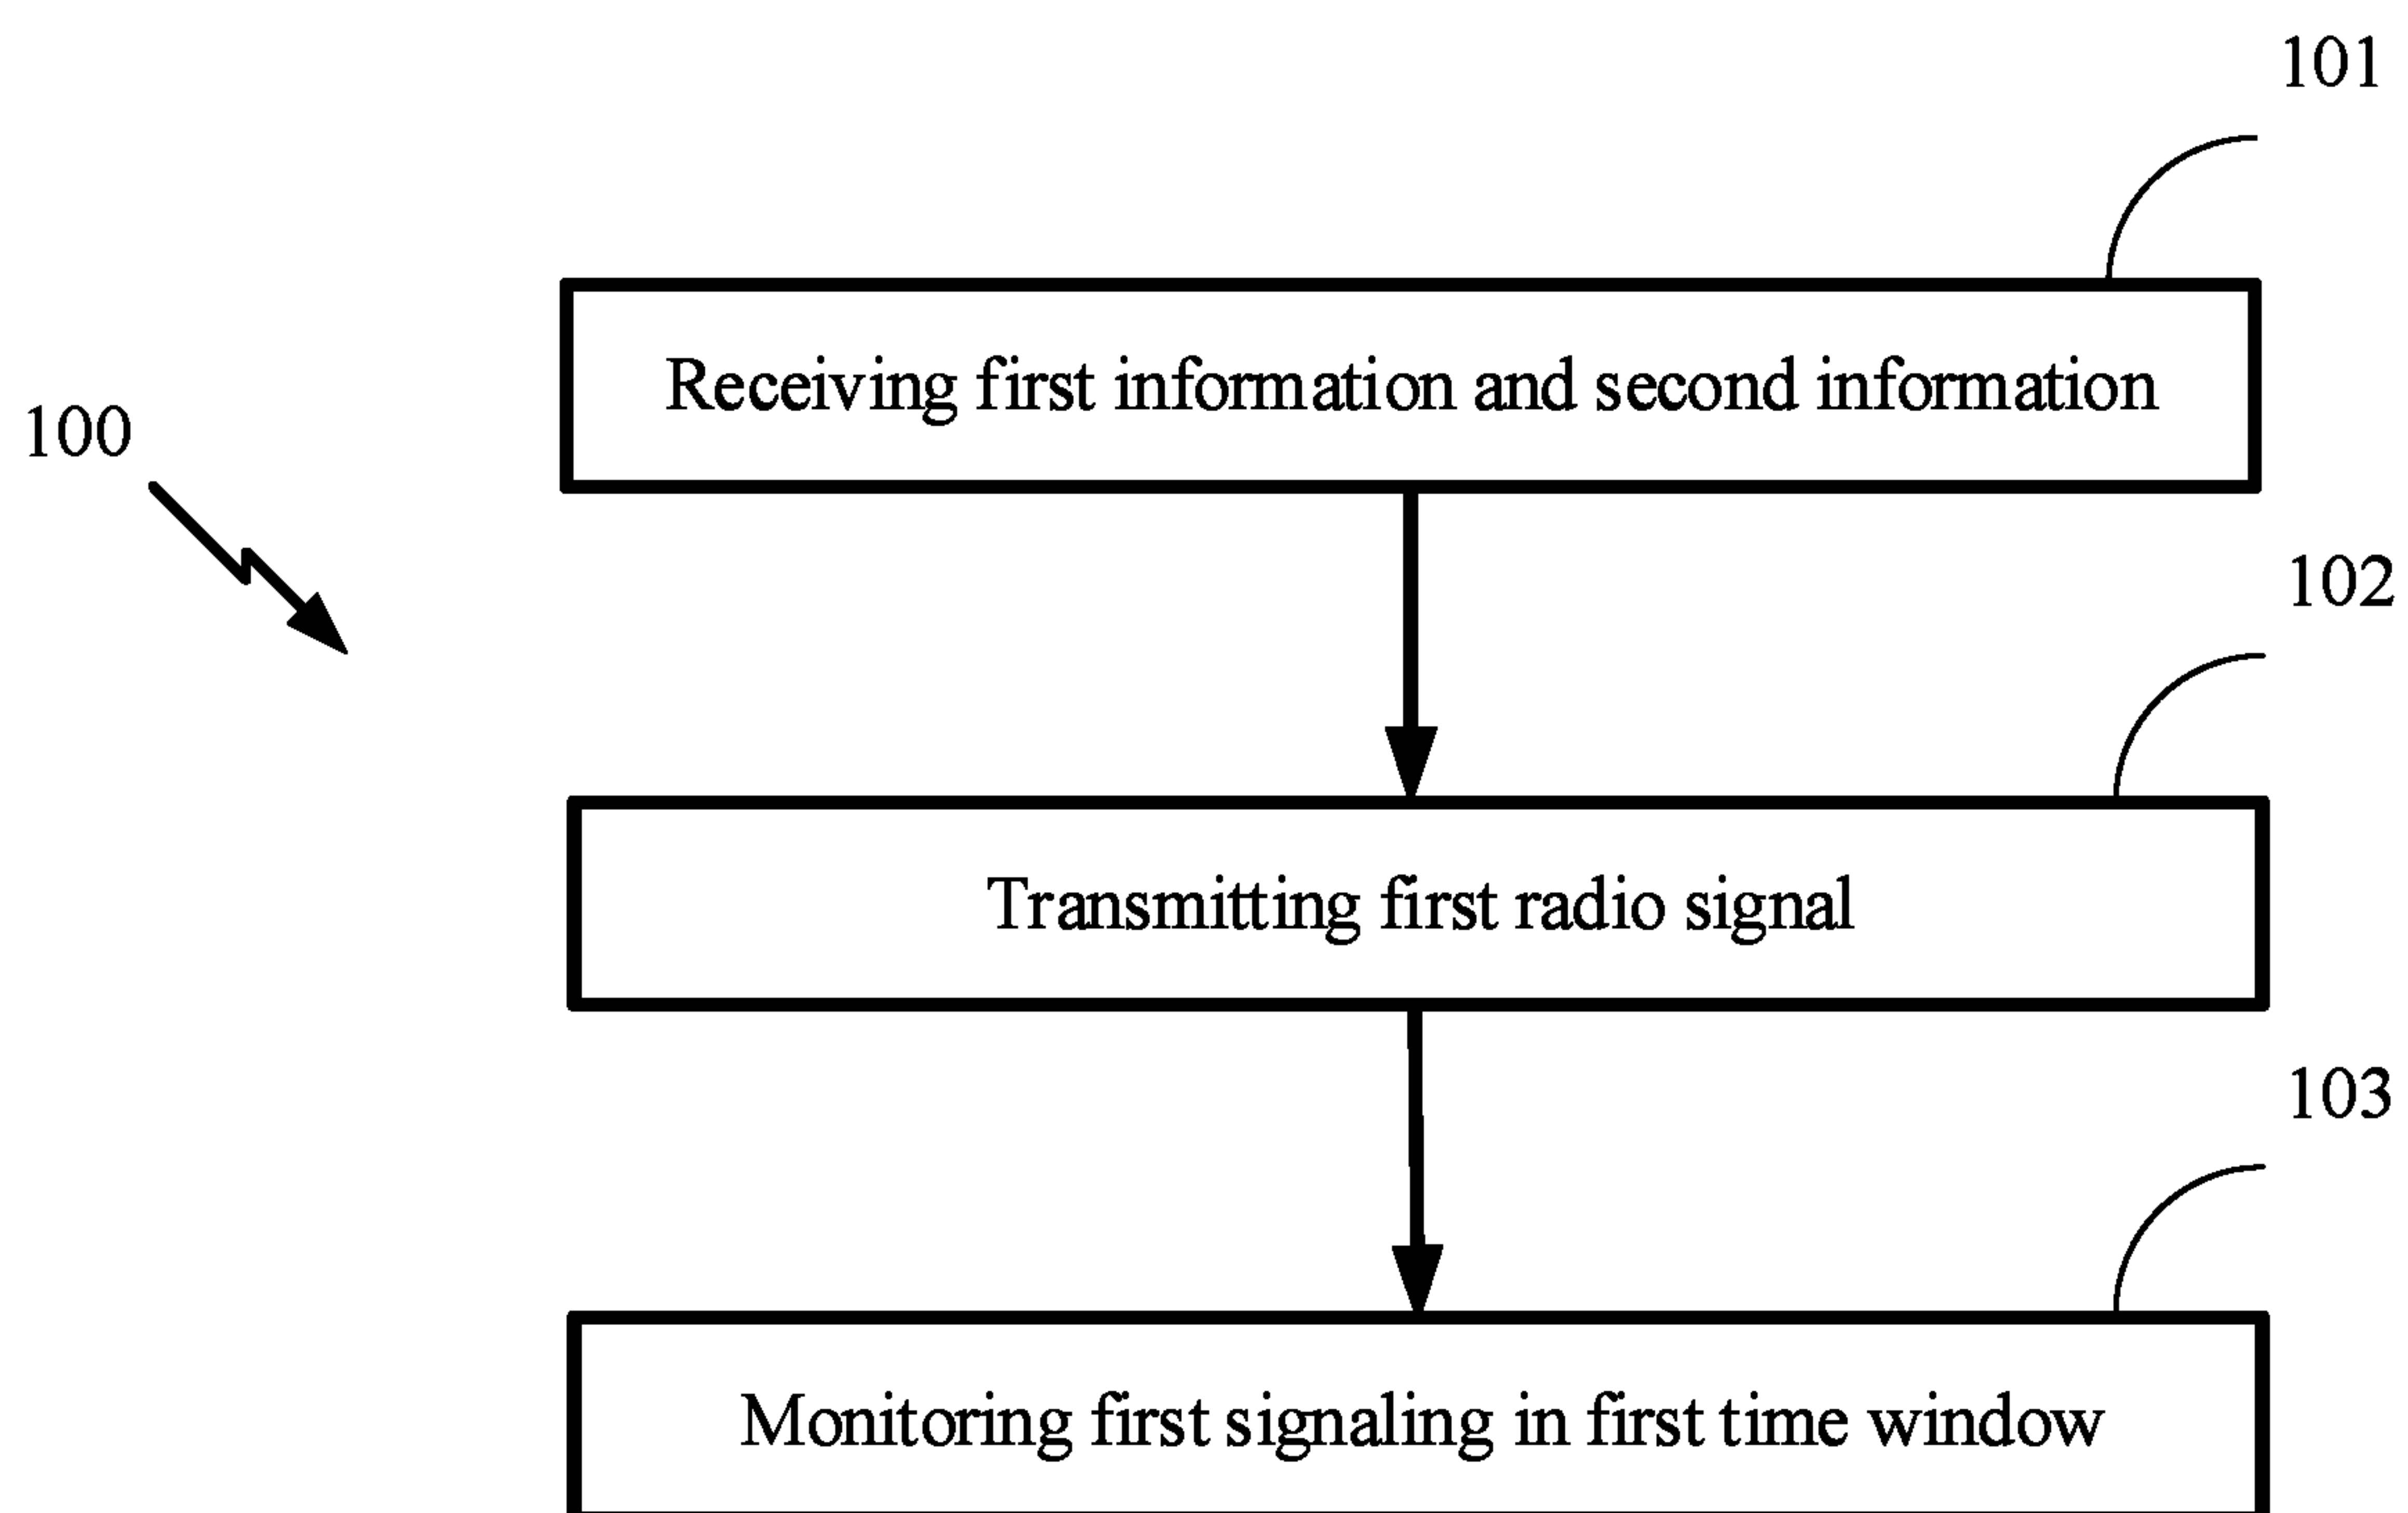 101
Receiving first information and second information
100
102
Transmitting first radio signal
103
Monitoring first signaling in first time window